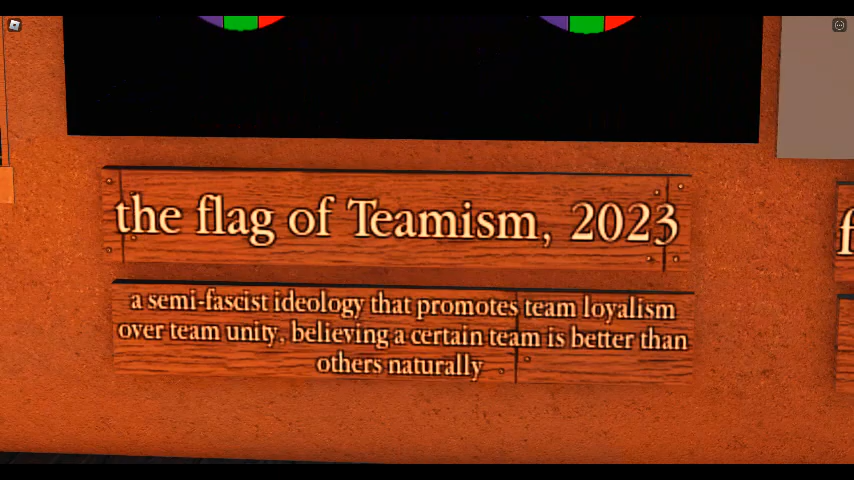 the flag of Teamism, 2023
a semi-fascist ideology that promotes team loyalism
over team unity, believing a certain team is better than
others naturally
f